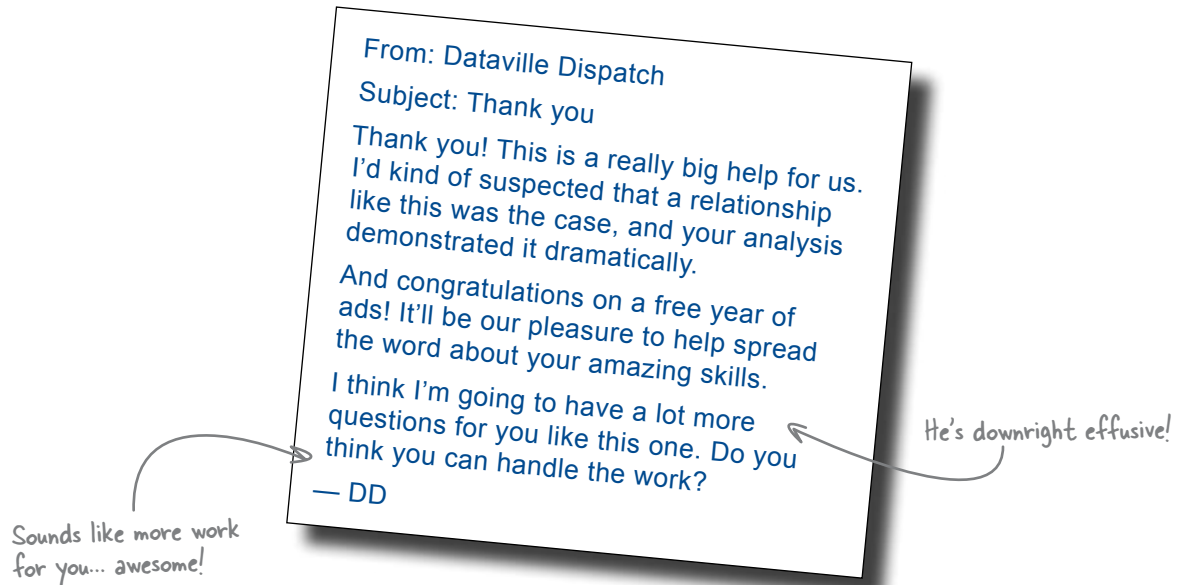 From: Dataville Dispatch
Subject: Thank you
Thank you! This is a really big help for us.
I'd kind of suspected that a relationship
like this was the case, and your analysis
demonstrated it dramatically.
And congratulations on a free year of
ads! It'll be our pleasure to help spread
the word about your amazing skills.
I think I'm going to have a lot more
questions for you like this one. Do you
think you can handle the work?
— DD
He's downright effusive!
Sounds like more work
for you... awesome!